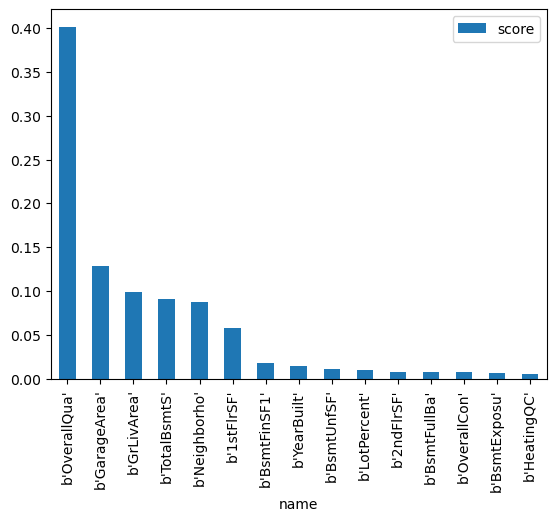 score
0.40
0.35
0.30
0.25
0.20
0.15
0.10
0.05
0.00
b'OverallQua'
b'GarageArea'
b'GrLivArea'
b'TotalBsmtS'
b'Neighborho'
b'1stFlrSF'
b'BsmtFinSF1'
b'YearBuilt'
b'BsmtUnfSF'
b'LotPercent'
b'2ndFlrSF'
b'BsmtFullBa'
b'OverallCon'
b'BsmtExposu'
b'HeatingQC'
name